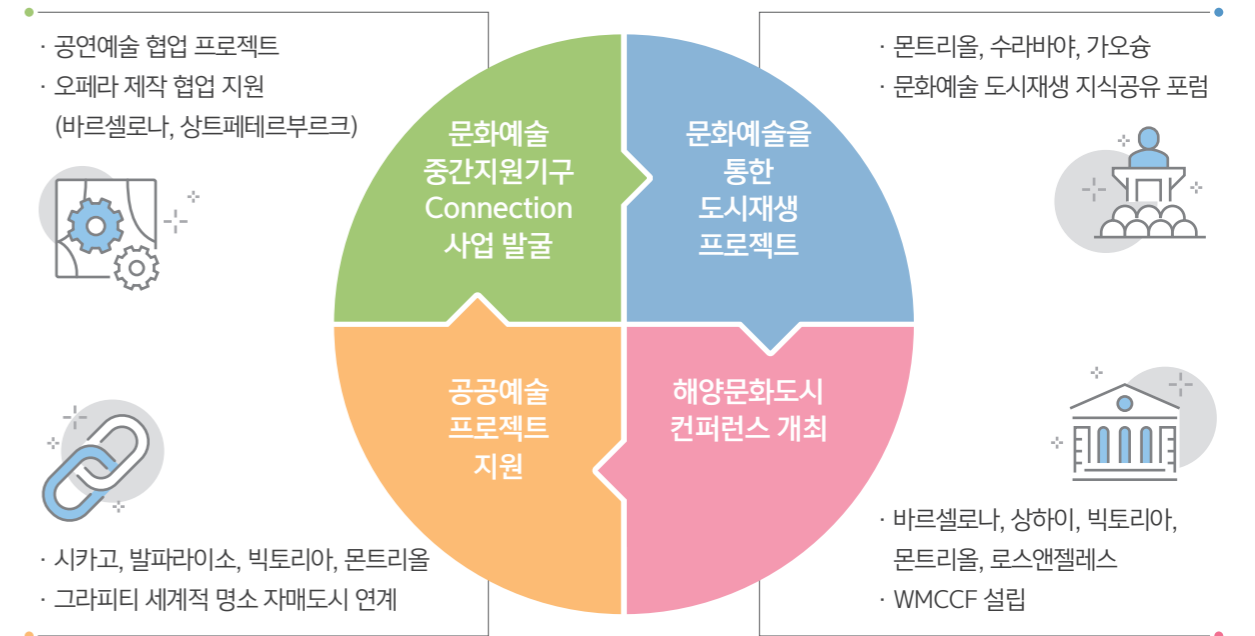 · 공연예술 협업 프로젝트
· 오페라 제작 협업 지원
(바르셀로나, 상트페테르부르크)
문화예술
중간지원기구
Connection
사업 발굴
문화예술을
통한
도시재생
프로젝트
· 몬트리올, 수라바야, 가오슝
· 문화예술 도시재생 지식공유 포럼
공공예술
프로젝트
지원
해양문화도시
컨퍼런스 개최
· 시카고, 발파라이소, 빅토리아, 몬트리올
· 그라피티 세계적 명소 자매도시 연계
· 바르셀로나, 상하이, 빅토리아,
몬트리올, 로스앤젤레스
· WMCCF 설립